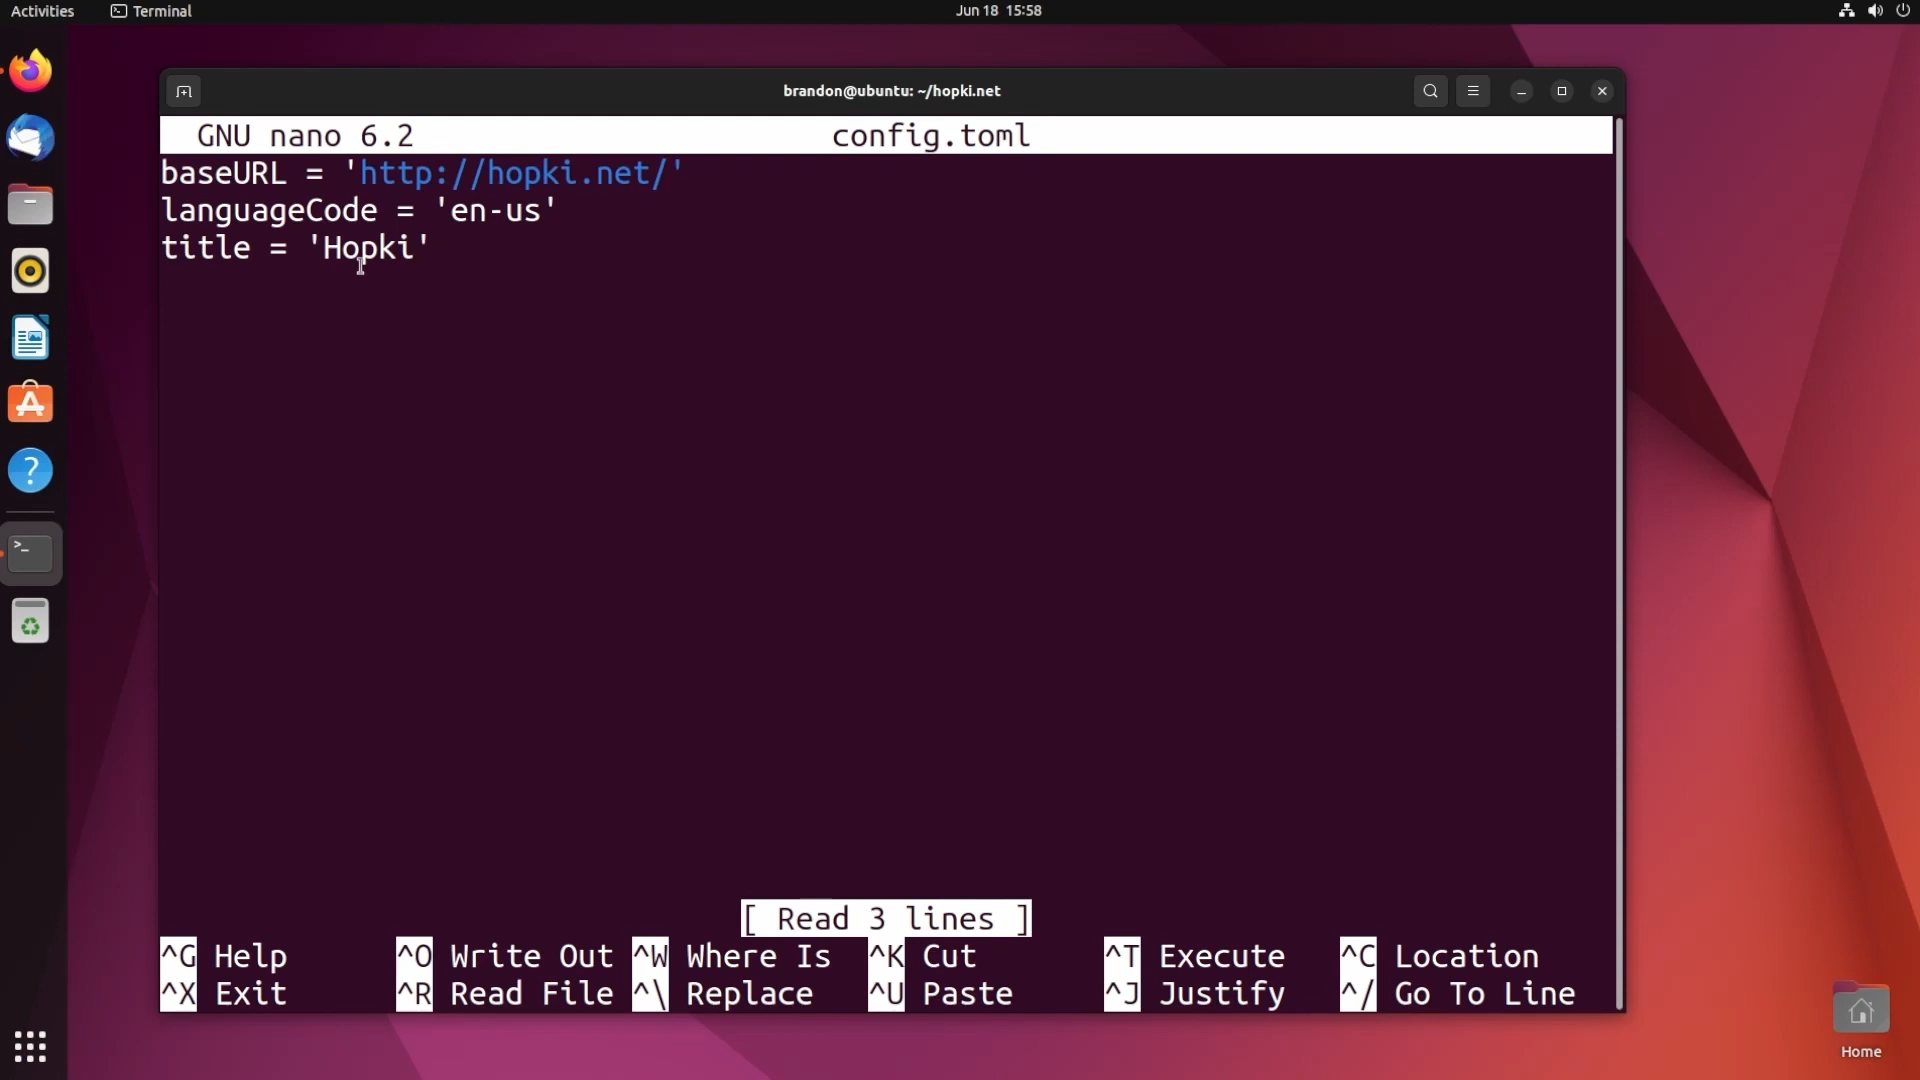 Activities
Terminal
Jun 18 15:58
brandon@ubuntu: ~/hopki.net
GNU nano 6.2 config.toml
baseURL = 'http://hopki.net/'
languageCode = 'en-us'
title = 'Hopki'
[ Read 3 lines ]
^G Help ^O Write Out ^W Where Is ^K Cut ^T Execute ^C Location
^X Exit ^R Read File ^\ Replace ^U Paste ^J Justify ^/ Go To Line
Home